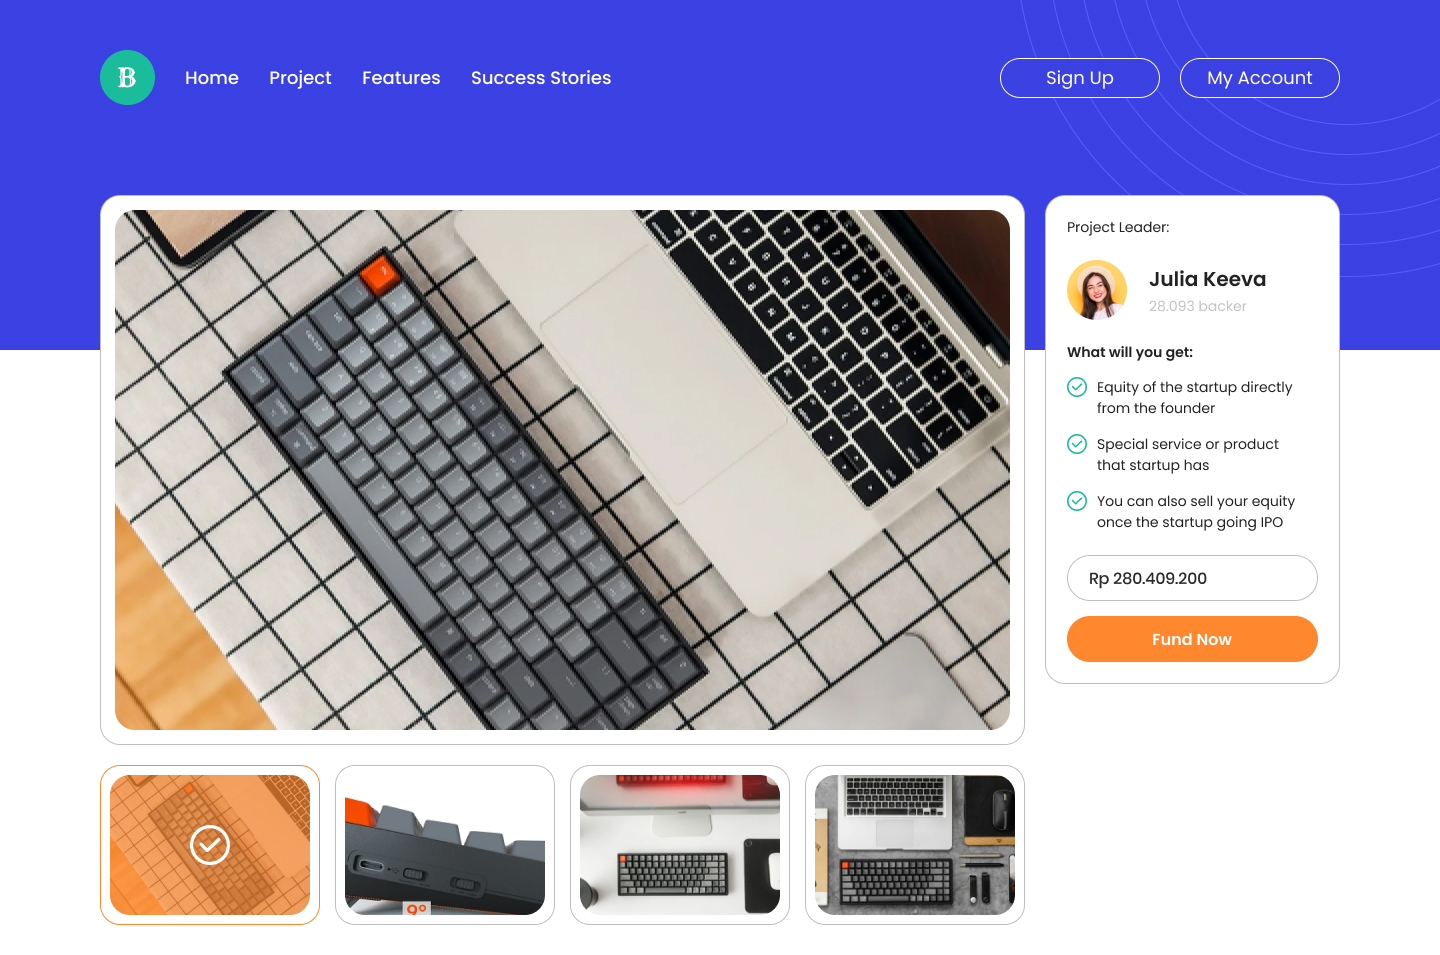 B
Home
Project
Features
Success Stories
Sign Up
My Account
Project Leader:
Julia Keeva
28.093 backer
What will you get:
Equity of the startup directly
from the founder
Special service or product
that startup has
You can also sell your equity
once the startup going IPO
Rp 280.409.200
Fund Now
9°